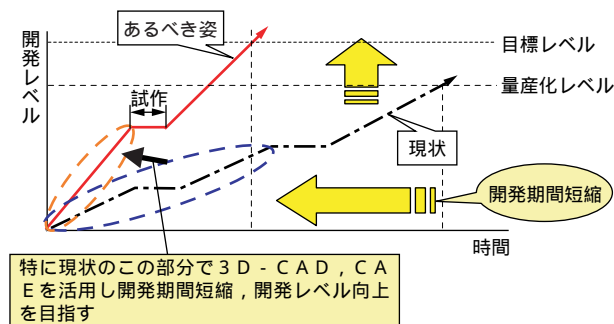 あるべき姿
開発レベル
目標レベル
量産化レベル
試作
現状
開発期間短縮
時間
特に現状のこの部分で３Ｄ‐ＣＡＤ，ＣＡ
Ｅを活用し開発期間短縮，開発レベル向上
を目指す